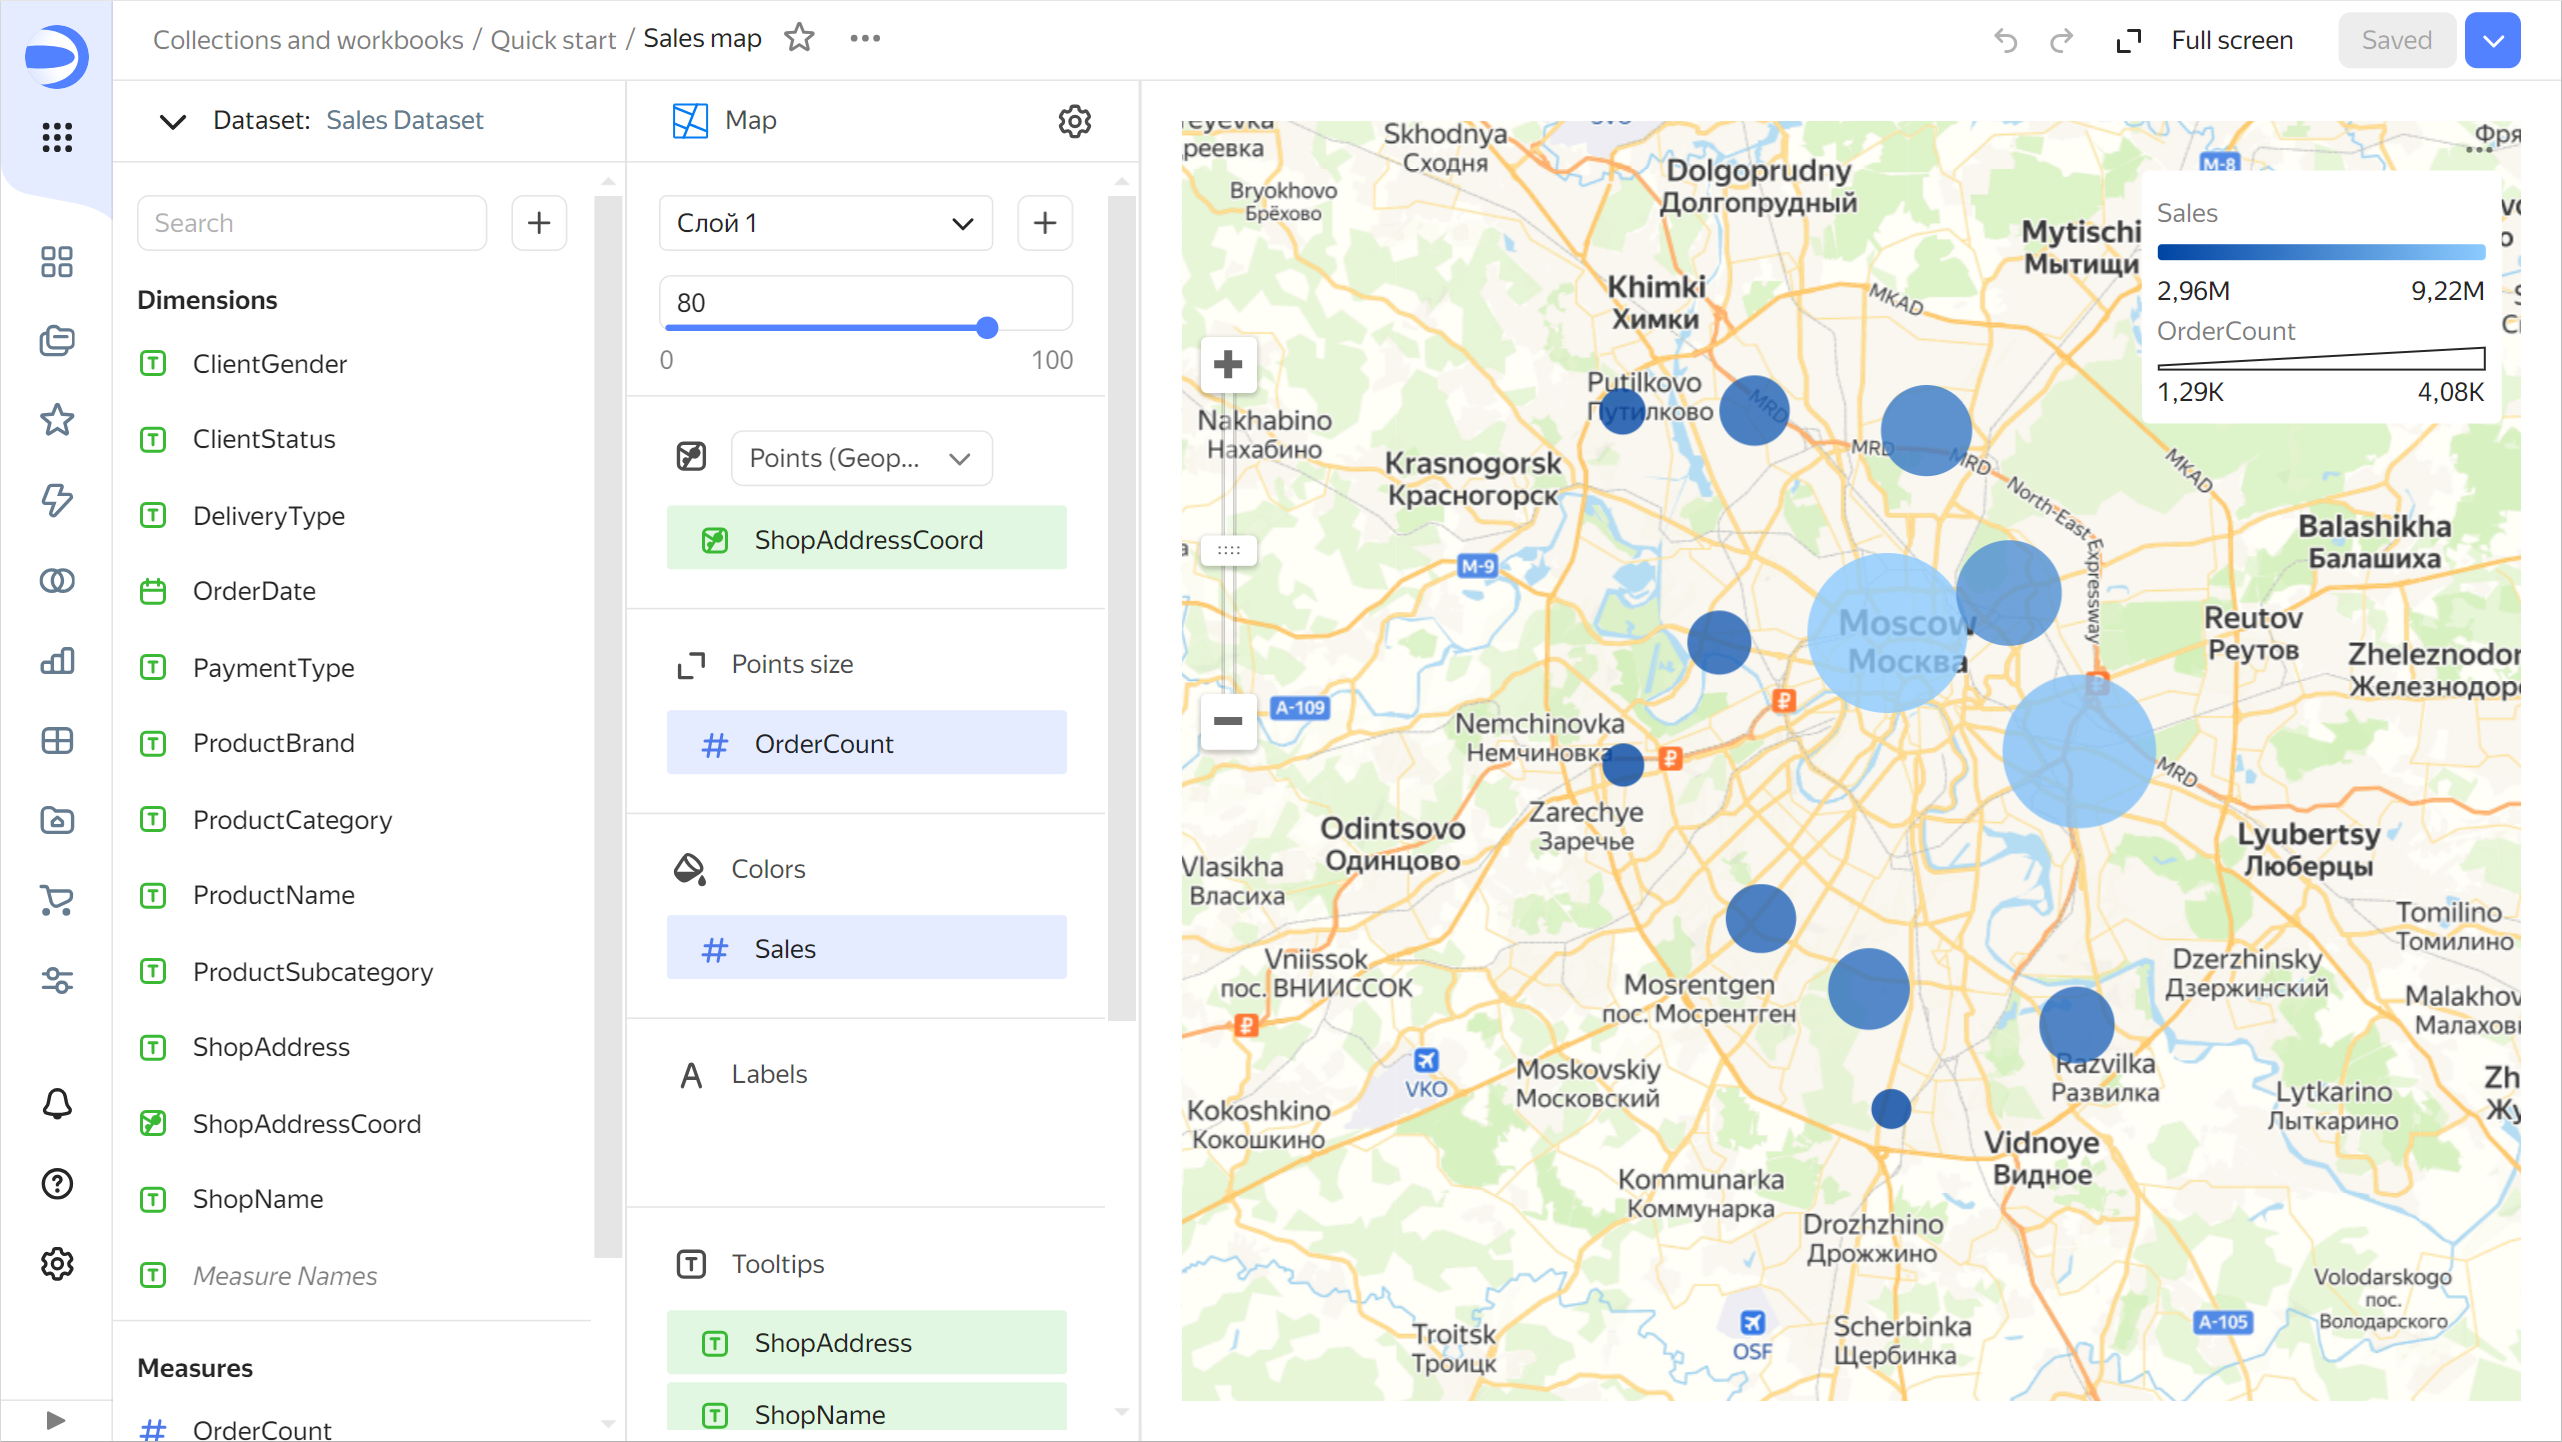 Collections and workbooks / Quick start / Sales map
Full screen
Saved
Dataset: Sales Dataset
Search
Dimensions
ClientGender
ClientStatus
DeliveryType
OrderDate
PaymentType
ProductBrand
ProductCategory
ProductName
ProductSubcategory
ShopAddress
ShopAddressCoord
ShopName
Measure Names
Measures
OrderCount
Map
Слой 1
80
0 100
Points (Geop...
ShopAddressCoord
Points size
OrderCount
Colors
Sales
Labels
Tooltips
ShopAddress
ShopName
Skhodnya
Сходня
Bryokhovo
Брёхово
Dolgoprudny
Долгопрудный
M-8
Mytischi
Мытищи
Sales
2,96M 9,22M
OrderCount
1,29K 4,08K
Khimki
Химки
MKAD
Putilkovo
Путилково
MRD
Nakhabino
Нахабино
Krasnogorsk
Красногорск
MRD
MRD
MKAD
North-East Expressway
Balashikha
Балашиха
M-9
Moscow
Москва
Reutov
Реутов
Zheleznodor
Железнодор
A-109
Nemchinovka
Немчиновка
MRD
Zarechye
Заречье
Odintsovo
Одинцово
Lyubertsy
Люберцы
Vlasikha
Власиха
Tomilino
Томилино
Vniissok
пос. ВНИИССОК
Mosrentgen
пос. Мосрентген
Dzerzhinsky
Дзержинский
Malakhov
Малахов
VKO
Moskovskiy
Московский
Razvilka
Развилка
Lytkarino
Лыткарино
Zh
Жу
Kokoshkino
Кокошкино
Vidnoye
Видное
Kommunarka
Коммунарка
Drozhzhino
Дрожжино
Volodarskogo
пос.
Володарского
A-105
Troitsk
Троицк
OSF
Scherbinka
Щербинка